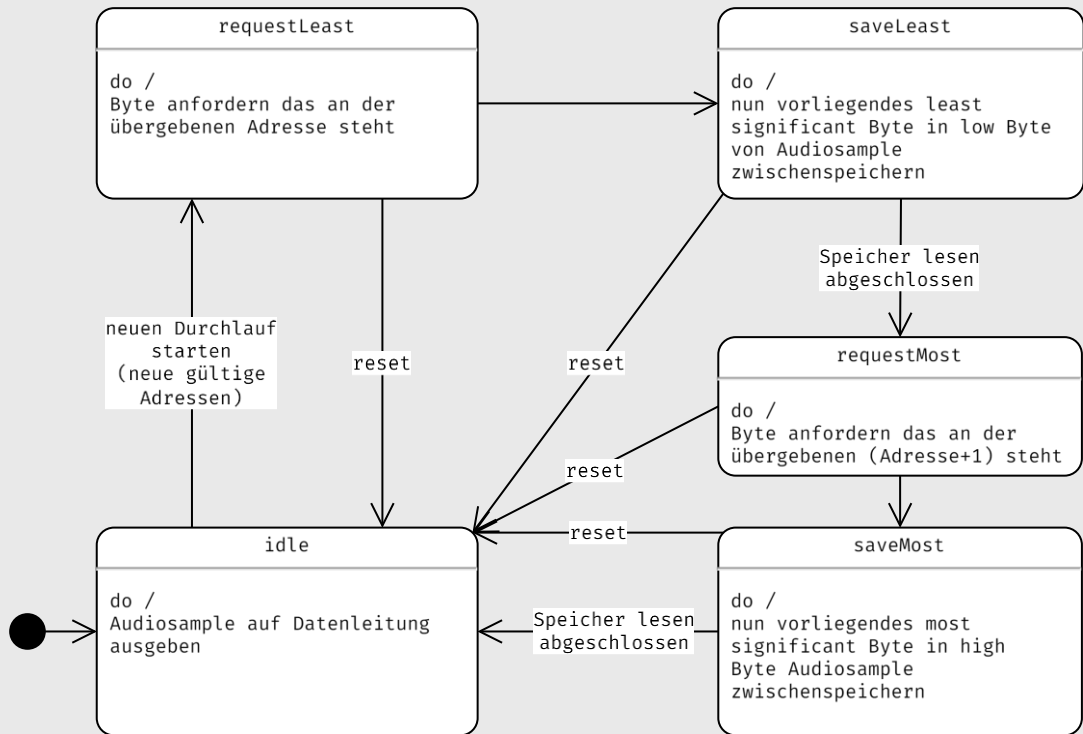 requestLeast
do /
Byte anfordern das an der
übergebenen Adresse steht
saveLeast
do /
nun vorliegendes least
significant Byte in low Byte
von Audiosample
zwischenspeichern
Speicher lesen
abgeschlossen
neuen Durchlauf
starten
(neue gültige
Adressen)
reset
reset
requestMost
do /
Byte anfordern das an der
übergebenen (Adresse+1) steht
reset
reset
idle
do /
Audiosample auf Datenleitung
ausgeben
Speicher lesen
abgeschlossen
saveMost
do /
nun vorliegendes most
significant Byte in high
Byte Audiosample
zwischenspeichern